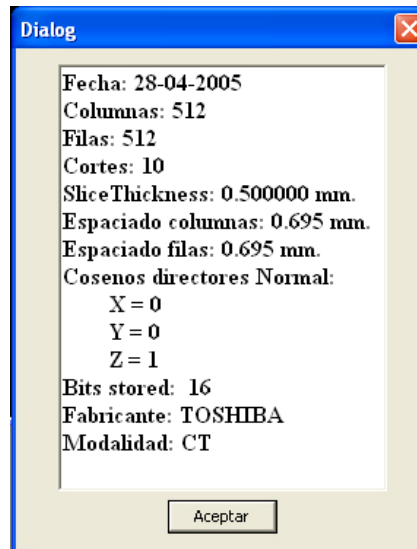 Dialog
Fecha: 28-04-2005
Columnas: 512
Filas: 512
Cortes: 10
SliceThickness: 0.500000 mm.
Espaciado columnas: 0.695 mm.
Espaciado filas: 0.695 mm.
Cosenos directores Normal:
X = 0
Y = 0
Z = 1
Bits stored: 16
Fabricante: TOSHIBA
Modalidad: CT
Aceptar